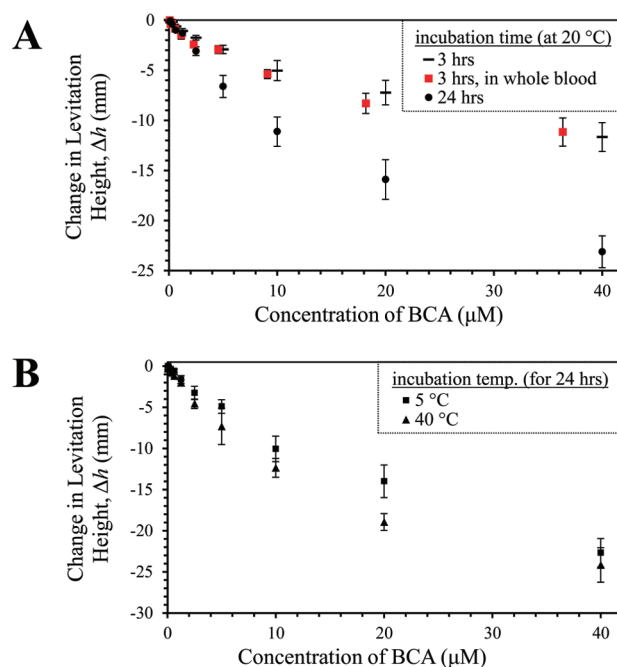 A
incubation time (at 20 °C)
3 hrs
3 hrs, in whole blood
24 hrs
Change in Levitation
Height, Δh (mm)
0
-5
-10
-15
-20
-25
0
10
20
30
40
Concentration of BCA (μM)
B
incubation temp. (for 24 hrs)
5 °C
40 °C
Change in Levitation
Height, Δh (mm)
0
-5
-10
-15
-20
-25
-30
0
10
20
30
40
Concentration of BCA (μM)